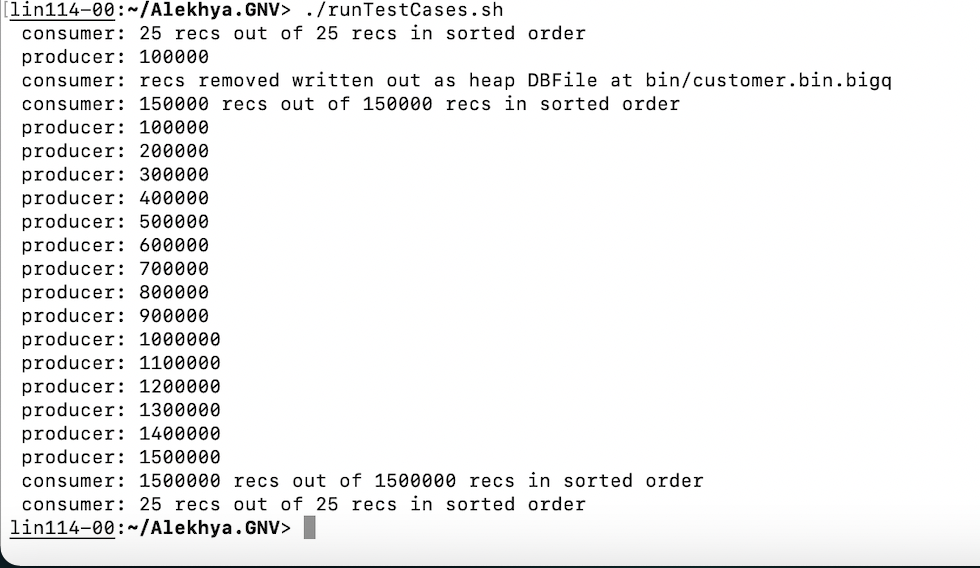 [lin114-00:~/Alekhya.GNV> ./runTestCases.sh
consumer: 25 recs out of 25 recs in sorted order
producer: 100000
consumer: recs removed written out as heap DBFile at bin/customer.bin.bigq
consumer: 150000 recs out of 150000 recs in sorted order
producer: 100000
producer: 200000
producer: 300000
producer: 400000
producer: 500000
producer: 600000
producer: 700000
producer: 800000
producer: 900000
producer: 1000000
producer: 1100000
producer: 1200000
producer: 1300000
producer: 1400000
producer: 1500000
consumer: 1500000 recs out of 1500000 recs in sorted order
consumer: 25 recs out of 25 recs in sorted order
lin114-00:~/Alekhya.GNV>